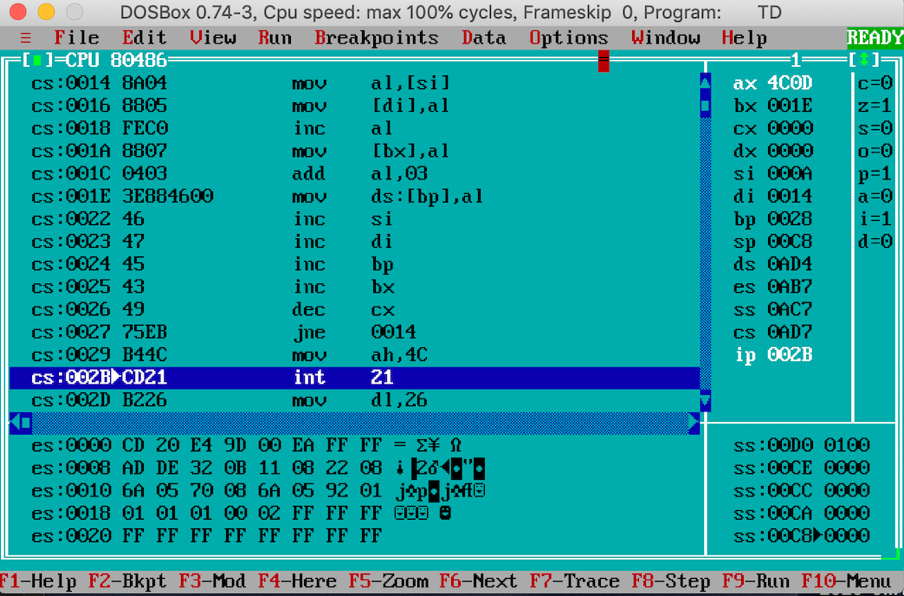 DOSBox 0.74-3, Cpu speed: max 100% cycles, Frameskip 0, Program: TD
≡ File Edit View Run Breakpoints Data Options Window Help READY
[■]=CPU 80486 1 [↕]
cs:0014 8A04 mov al,[si] ax 4C0D c=0
cs:0016 8805 mov [di],al bx 001E z=1
cs:0018 FEC0 inc al cx 0000 s=0
cs:001A 8807 mov [bx],al dx 0000 o=0
cs:001C 0403 add al,03 si 000A p=1
cs:001E 3E884600 mov ds:[bp],al di 0014 a=0
cs:0022 46 inc si bp 0028 i=1
cs:0023 47 inc di sp 00C8 d=0
cs:0024 45 inc bp ds 0AD4
cs:0025 43 inc bx es 0AB7
cs:0026 49 dec cx ss 0AC7
cs:0027 75EB jne 0014 cs 0AD7
cs:0029 B44C mov ah,4C ip 002B
cs:002B►CD21 int 21
cs:002D B226 mov dl,26
es:0000 CD 20 E4 9D 00 EA FF FF = Σ¥ Ω ss:00D0 0100
es:0008 AD DE 32 0B 11 08 22 08 ss:00CE 0000
es:0010 6A 05 70 08 6A 05 92 01 ss:00CC 0000
es:0018 01 01 01 00 02 FF FF FF ☺☺☺ ☻ ss:00CA 0000
es:0020 FF FF FF FF FF FF FF FF ss:00C8►0000
F1-Help F2-Bkpt F3-Mod F4-Here F5-Zoom F6-Next F7-Trace F8-Step F9-Run F10-Menu